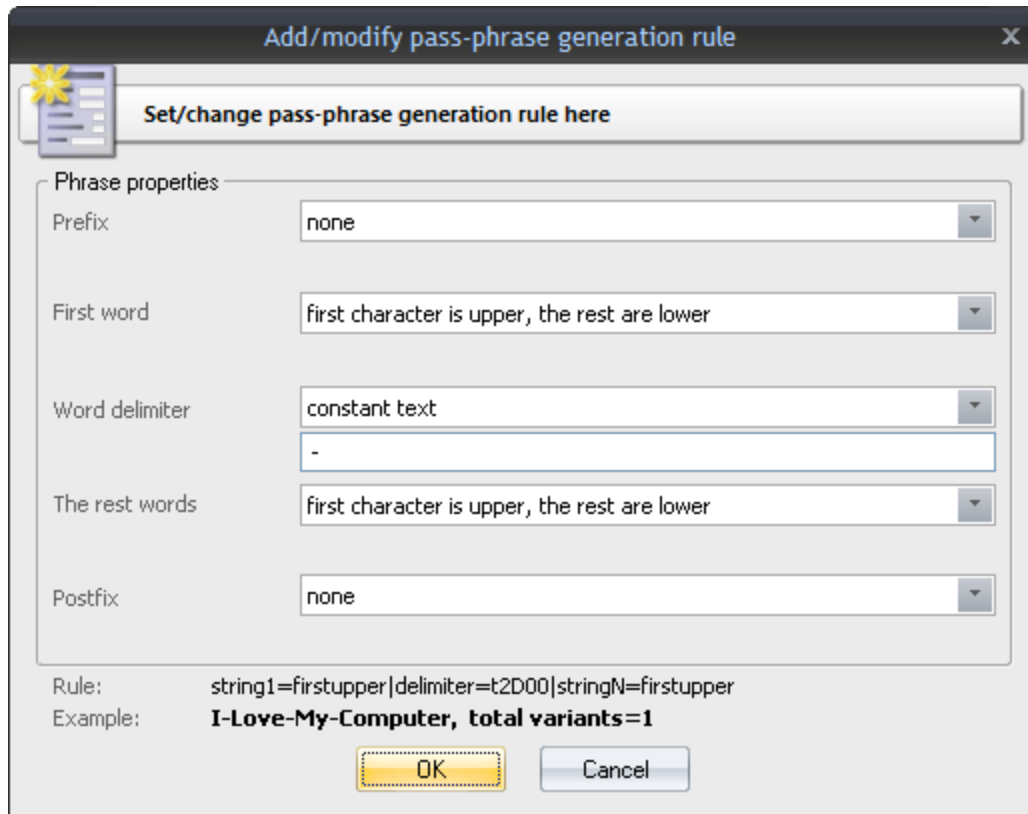 Add/modify pass-phrase generation rule x
Set/change pass-phrase generation rule here
Phrase properties
Prefix none
First word first character is upper, the rest are lower
Word delimiter constant text
-
The rest words first character is upper, the rest are lower
Postfix none
Rule: string1=firstupper|delimiter=t2D00|stringN=firstupper
Example: I-Love-My-Computer, total variants=1
OK Cancel